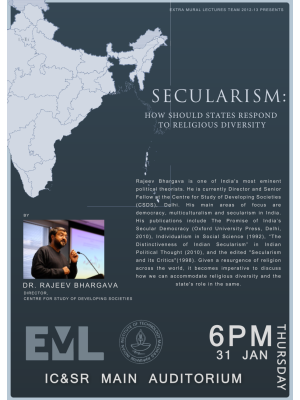 EXTRA MURAL LECTURES TEAM 2012-13 PRESENTS
SECULARISM:
HOW SHOULD STATES RESPOND
TO RELIGIOUS DIVERSITY
Rajeev Bhargava is one of India's most eminent
political theorists. He is currently Director and Senior
Fellow at the Centre for Study of Developing Societies
(CSDS), Delhi. His main areas of focus are
democracy, multiculturalism and secularism in India.
His publications include The Promise of India's
Secular Democracy (Oxford University Press, Delhi,
2010), Individualism in Social Science (1992), "The
Distinctiveness of Indian Secularism" in Indian
Political Thought (2010), and the edited "Secularism
and its Critics"(1998). Given a resurgence of religion
across the world, it becomes imperative to discuss
how we can accommodate religious diversity and the
state's role in the same.
BY
DR. RAJEEV BHARGAVA
DIRECTOR,
CENTRE FOR STUDY OF DEVELOPING SOCIETIES
EML
6PM
31 JAN
THURSDAY
IC&SR MAIN AUDITORIUM